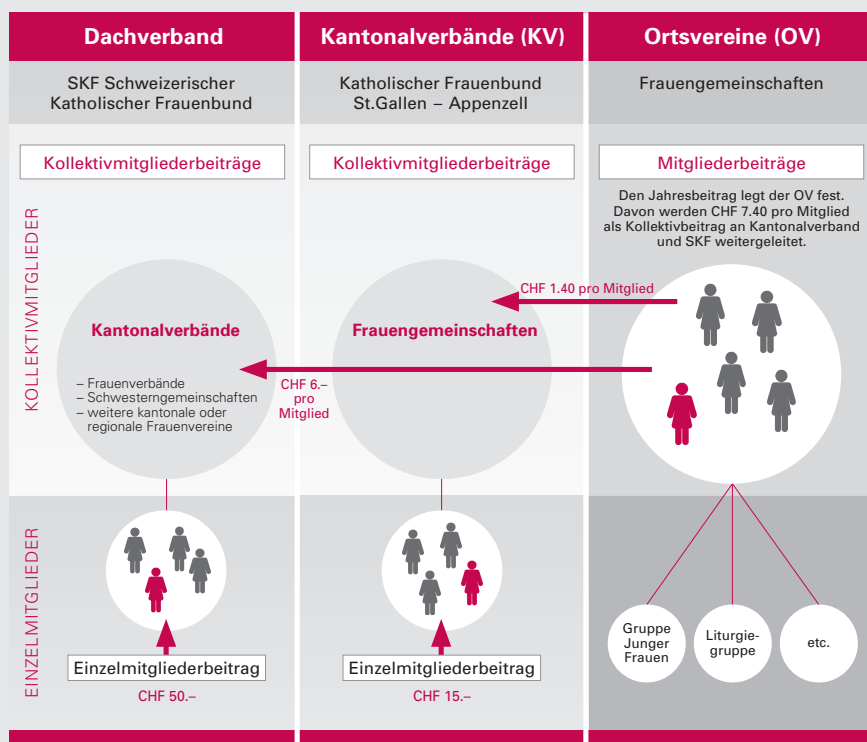 Dachverband
Kantonalverbände (KV)
Ortsvereine (OV)
SKF Schweizerischer
Katholischer Frauenbund
Katholischer Frauenbund
St.Gallen – Appenzell
Frauengemeinschaften
KOLLEKTIVMITGLIEDER
Kollektivmitgliederbeiträge
Kollektivmitgliederbeiträge
Mitgliederbeiträge
Den Jahresbeitrag legt der OV fest.
Davon werden CHF 7.40 pro Mitglied
als Kollektivbeitrag an Kantonalverband
und SKF weitergeleitet.
CHF 1.40 pro Mitglied
Kantonalverbände
Frauengemeinschaften
– Frauenverbände
– Schwesterngemeinschaften
– weitere kantonale oder
regionale Frauenvereine
CHF 6.–
pro
Mitglied
EINZELMITGLIEDER
Einzelmitgliederbeitrag
CHF 50.–
Einzelmitgliederbeitrag
CHF 15.–
Gruppe
Junger
Frauen
Liturgie-
gruppe
etc.